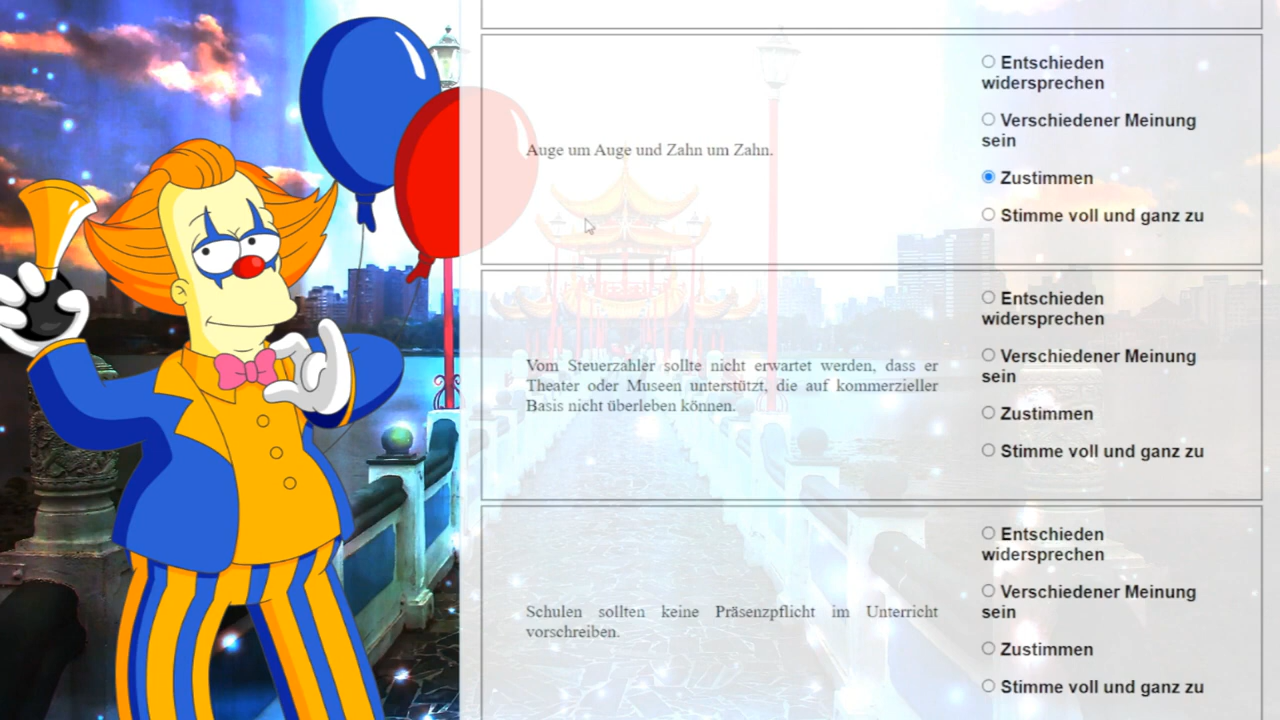 Entschieden
widersprechen
Verschiedener Meinung
sein
Auge um Auge und Zahn um Zahn.
Zustimmen
Stimme voll und ganz zu
Entschieden
widersprechen
Verschiedener Meinung
sein
Vom Steuerzahler sollte nicht erwartet werden, dass er
Theater oder Museen unterstützt, die auf kommerzieller
Basis nicht überleben können.
Zustimmen
Stimme voll und ganz zu
Entschieden
widersprechen
Verschiedener Meinung
sein
Schulen sollten keine Präsenzpflicht im Unterricht
vorschreiben.
Zustimmen
Stimme voll und ganz zu